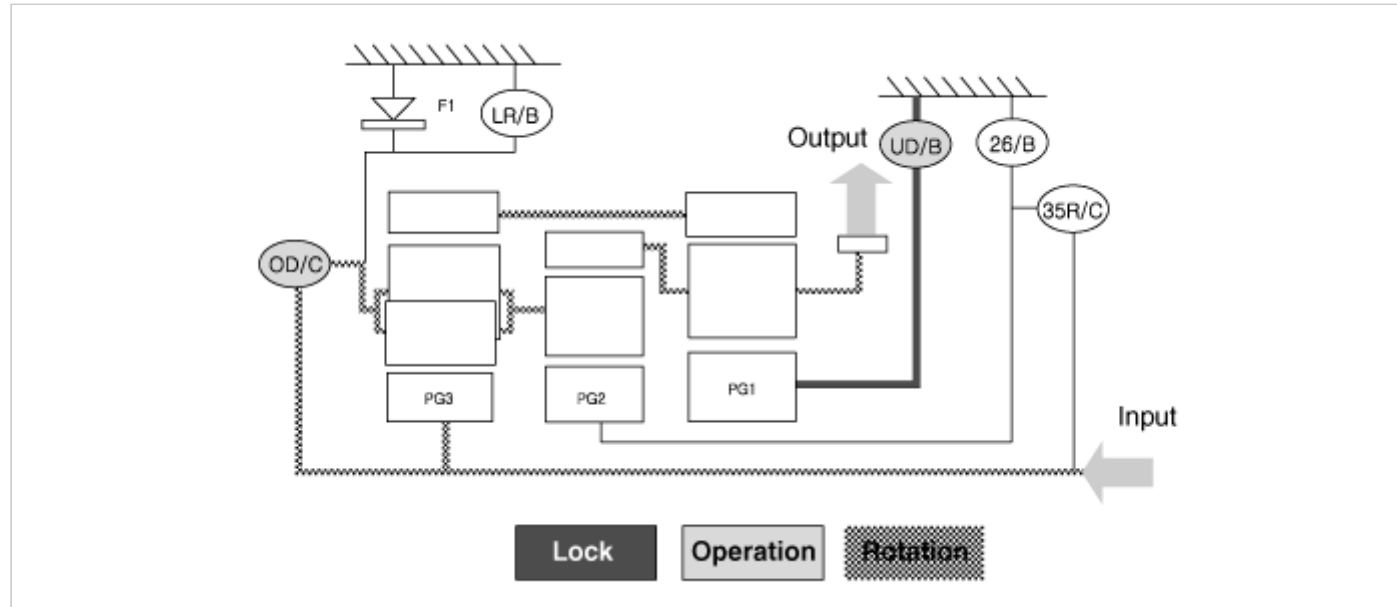 F1
LR/B
Output
UD/B
26/B
35R/C
OD/C
PG3
PG2
PG1
Input
Lock
Operation
Rotation